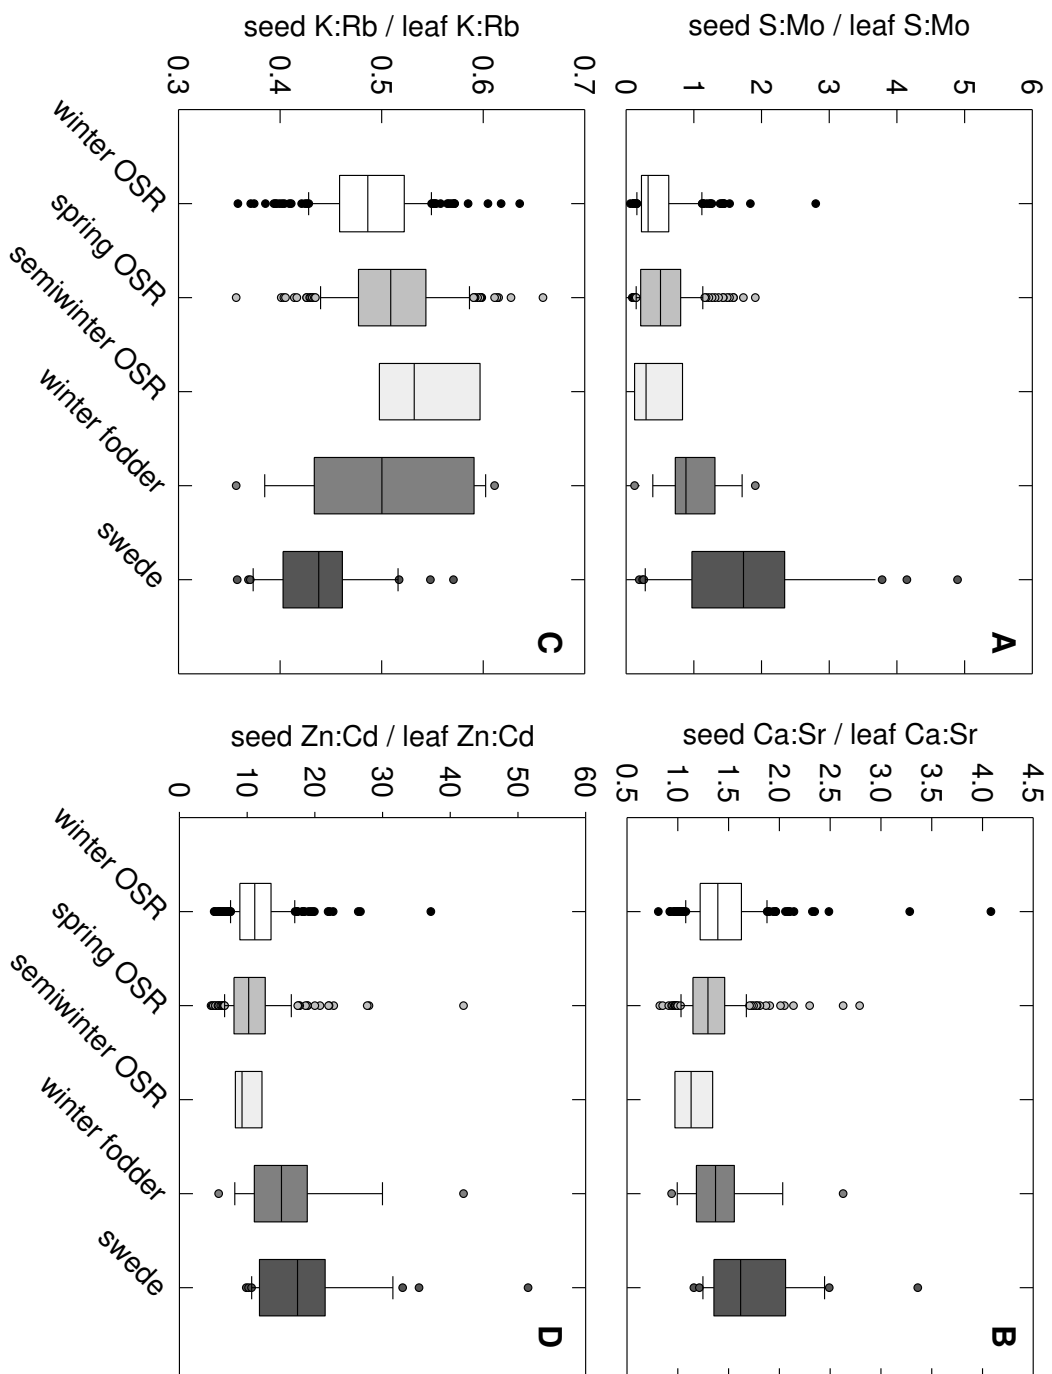 seed S:Mo / leaf S:Mo
6
5
4
3
2
1
0
A
seed Ca:Sr / leaf Ca:Sr
4.5
4.0
3.5
3.0
2.5
2.0
1.5
1.0
0.5
B
seed K:Rb / leaf K:Rb
0.7
0.6
0.5
0.4
0.3
C
winter OSR
spring OSR
semiwinter OSR
winter fodder
swede
seed Zn:Cd / leaf Zn:Cd
60
50
40
30
20
10
0
D
winter OSR
spring OSR
semiwinter OSR
winter fodder
swede